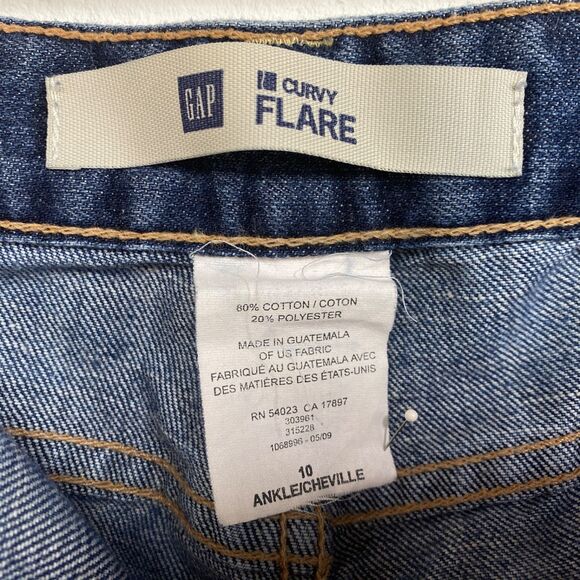 GAP
CURVY
FLARE
80% COTTON / COTON
20% POLYESTER
MADE IN GUATEMALA
OF US FABRIC
FABRIQUÉ AU GUATEMALA AVEC
DES MATIÈRES DES ÉTATS-UNIS
RN 54023 CA 17897
303961
315228
1068996 - 05/09
10
ANKLE/CHEVILLE